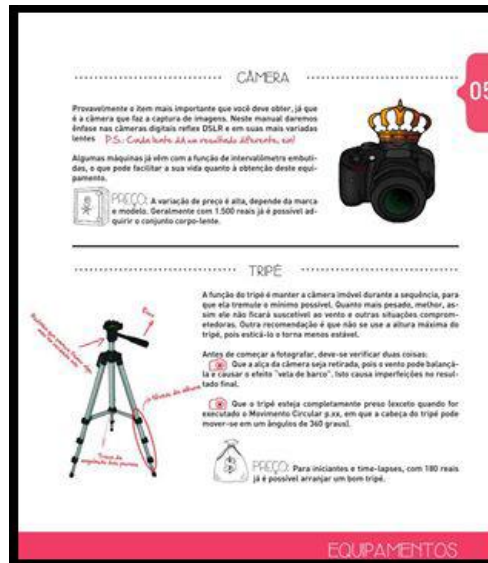 CÂMERA
05
Provavelmente o item mais importante que você deve obter, já que
é a câmera que faz a captura de imagens. Neste manual daremos
ênfase nas câmeras digitais reflex DSLR e em suas mais variadas
lentes P.S.: Cada lente dá um resultado diferente, em!
Algumas máquinas já vêm com a função de intervalômetro embuti-
das, o que pode facilitar a sua vida quanto à obtenção deste equi-
pamento.
PREÇO: A variação de preço é alta, depende da marca
e modelo. Geralmente com 1.500 reais já é possível ad-
quirir o conjunto corpo-lente.
TRIPÉ
A função do tripé é manter a câmera imóvel durante a sequência, para
que ela tremule o mínimo possível. Quanto mais pesado, melhor, as-
sim ele não ficará suscetível ao vento e outras situações comprom-
etedoras. Outra recomendação é que não se use a altura máxima do
tripé, pois esticá-lo o torna menos estável.
Antes de começar a fotografar, deve-se verificar duas coisas:
Que a alça da câmera seja retirada, pois o vento pode balançá-
la e causar o efeito "vela de barco". Isto causa imperfeições no resul-
tado final.
Que o tripé esteja completamente preso (exceto quando for
executado o Movimento Circular p.xx, em que a cabeça do tripé pode
mover-se em um ângulos de 360 graus).
Níveis de altura
PREÇO: Para iniciantes e time-lapses, com 180 reais
já é possível arranjar um bom tripé.
EQUIPAMENTOS